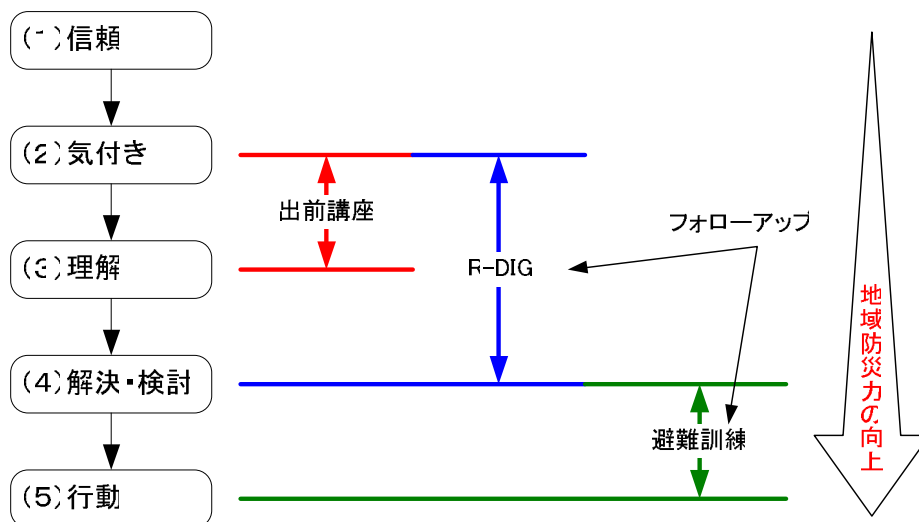 (1)信頼
(2)気付き
出前講座
フォローアップ
(3)理解
R-DIG
地域防災力の向上
(4)解決・検討
避難訓練
(5)行動